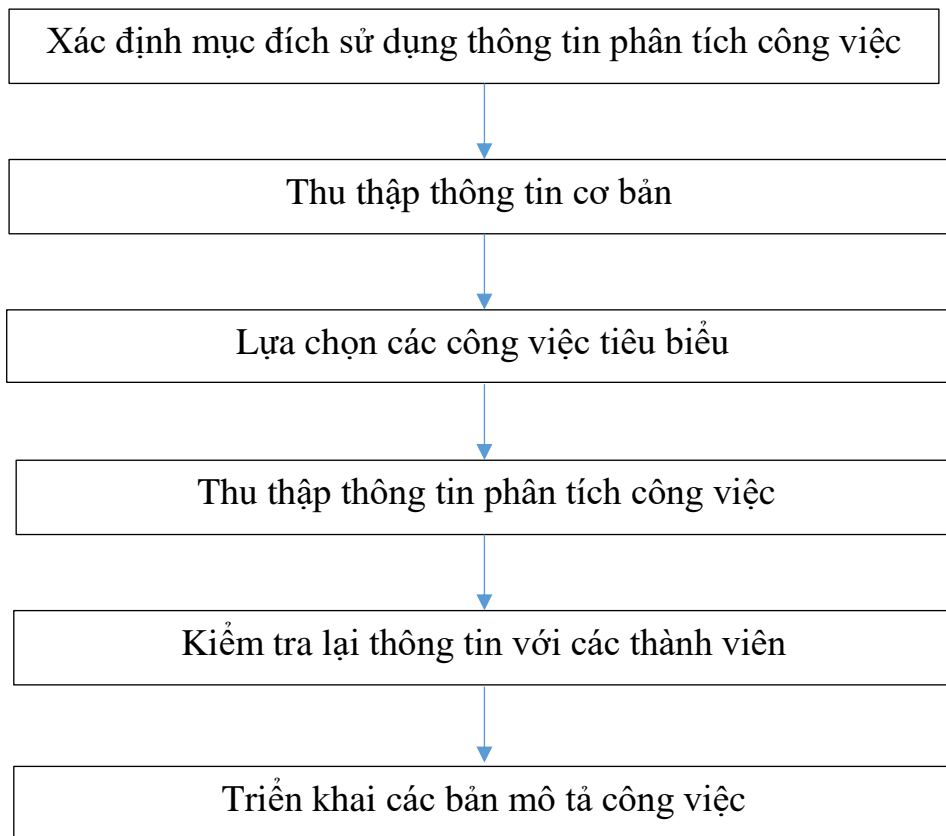 Xác định mục đích sử dụng thông tin phân tích công việc
Thu thập thông tin cơ bản
Lựa chọn các công việc tiêu biểu
Thu thập thông tin phân tích công việc
Kiểm tra lại thông tin với các thành viên
Triển khai các bản mô tả công việc